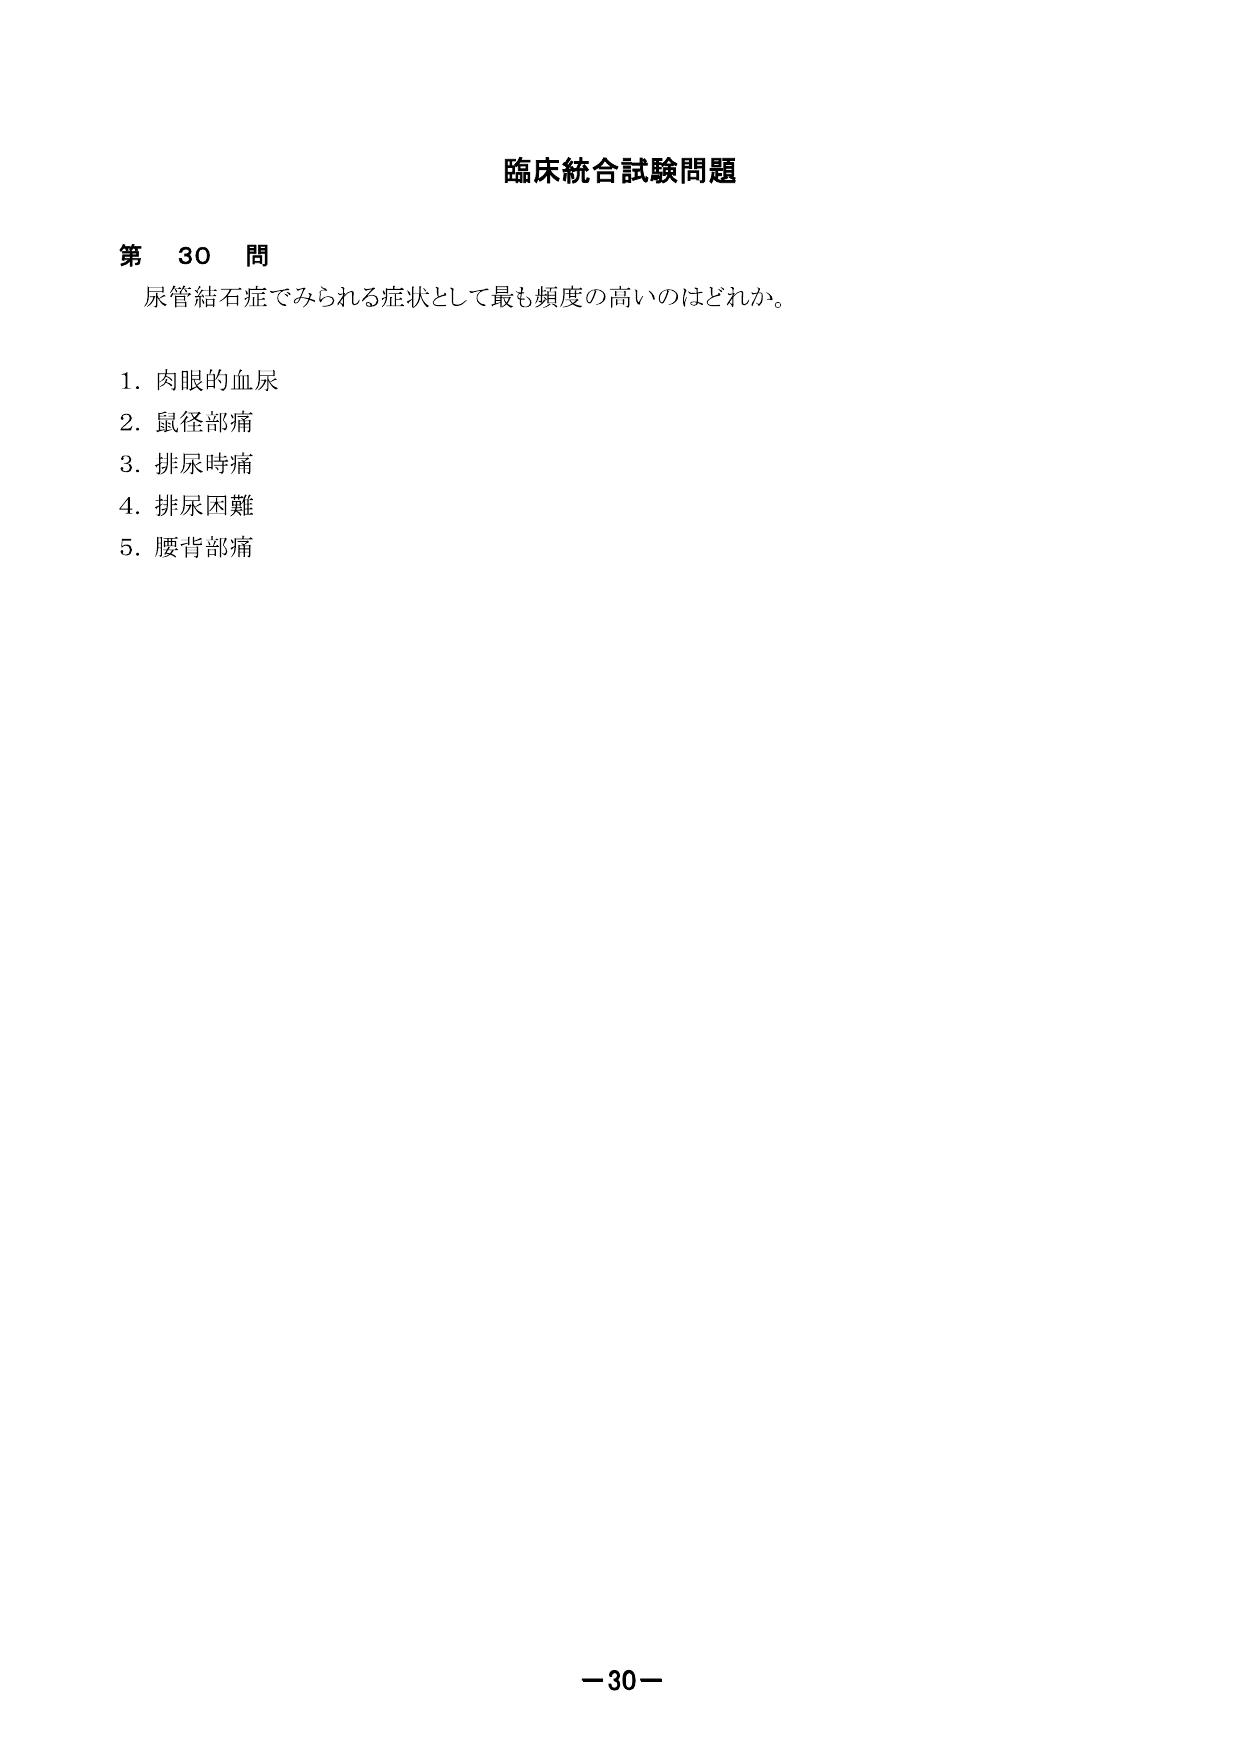 臨床統合試験問題
第 30 問
尿管結石症でみられる症状として最も頻度の高いのはどれか。
1. 肉眼的血尿
2. 鼠径部痛
3. 排尿時痛
4. 排尿困難
5. 腰背部痛
－30－